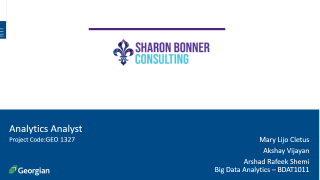 SHARON BONNER
CONSULTING
Analytics Analyst
Project Code:GEO 1327
Mary Lijo Cletus
Akshay Vijayan
Arshad Rafeek Shemi
Big Data Analytics – BDAT1011
Georgian